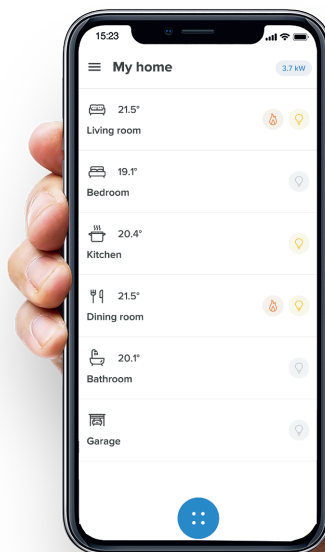 15:23
My home
3.7 kW
21.5°
Living room
19.1°
Bedroom
20.4°
Kitchen
21.5°
Dining room
20.1°
Bathroom
Garage